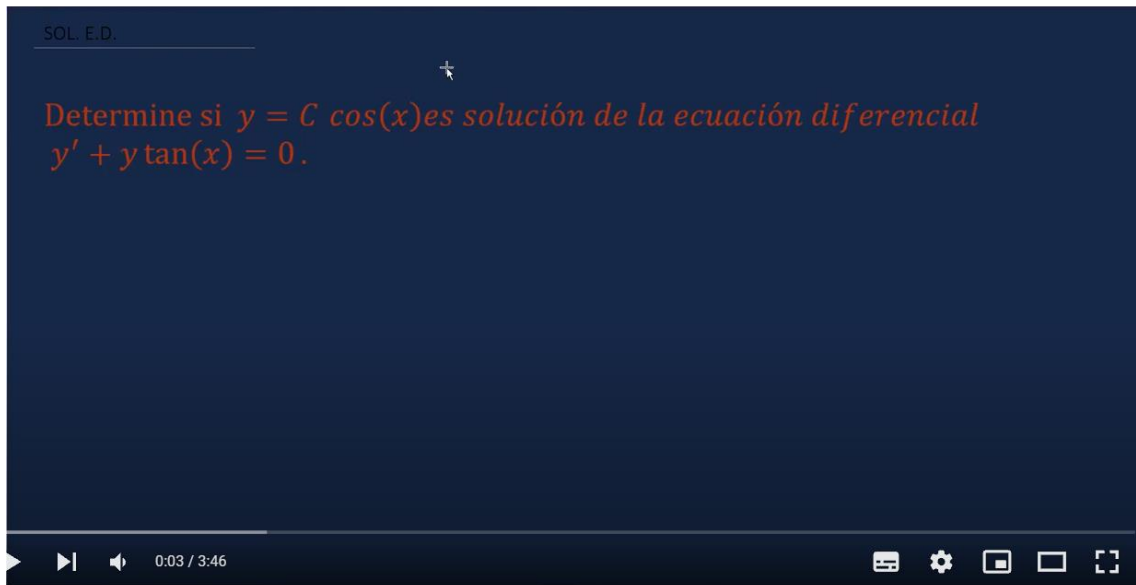 SOL. E.D.
Determine si y = C cos(x)es solución de la ecuación diferencial
y′ + y tan(x) = 0.
0:03 / 3:46